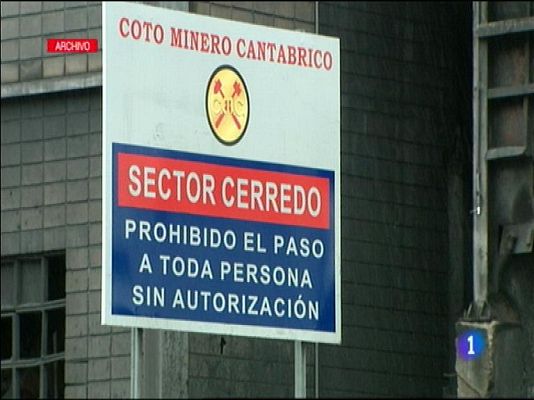 ARCHIVO
COTO MINERO CANTABRICO
SECTOR CERREDO
PROHIBIDO EL PASO
A TODA PERSONA
SIN AUTORIZACIÓN
1